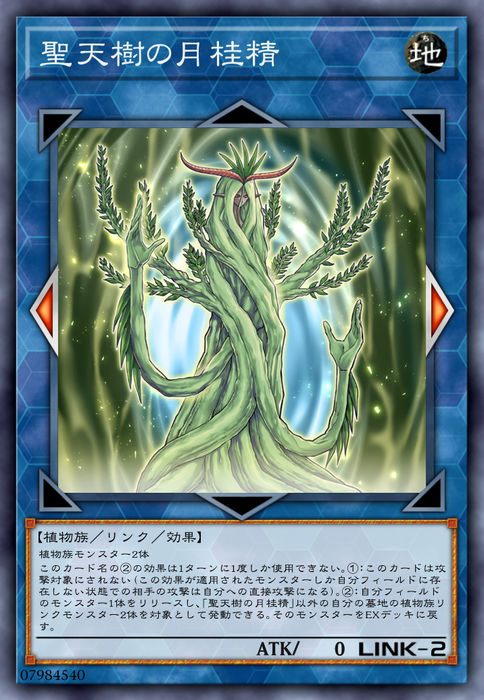 聖天樹の月桂精
ち
地
【植物族／リンク／効果】
植物族モンスター2体
このカード名の②の効果は1ターンに1度しか使用できない。①：このカードは攻
撃対象にされない（この効果が適用されたモンスターしか自分フィールドに存
在しない状態での相手の攻撃は自分への直接攻撃になる）。②：自分フィールド
のモンスター1体をリリースし、「聖天樹の月桂精」以外の自分の墓地の植物族リ
ンクモンスター2体を対象として発動できる。そのモンスターをEXデッキに戻
す。
ATK/ 0 LINK-2
07984540